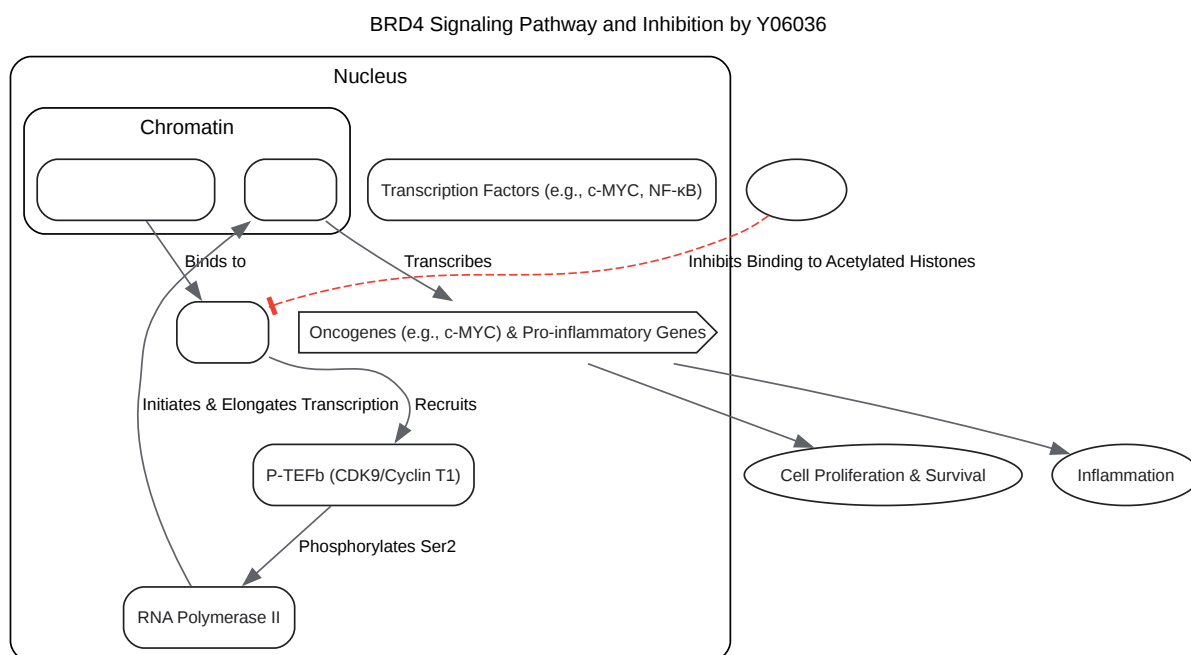 BRD4 Signaling Pathway and Inhibition by Y06036
Nucleus
Chromatin
Transcription Factors (e.g., c-MYC, NF-κB)
Binds to
Transcribes
Inhibits Binding to Acetylated Histones
Oncogenes (e.g., c-MYC) & Pro-inflammatory Genes
Initiates & Elongates Transcription
Recruits
P-TEFb (CDK9/Cyclin T1)
Cell Proliferation & Survival
Inflammation
Phosphorylates Ser2
RNA Polymerase II